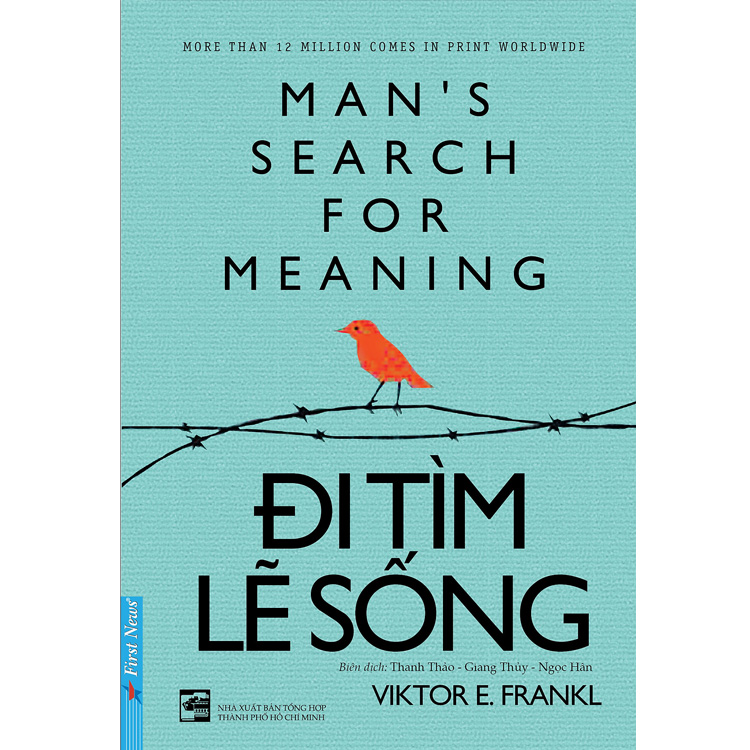 MORE THAN 12 MILLION COMES IN PRINT WORLDWIDE
MAN'S
SEARCH
FOR
MEANING
ĐI TÌM
LẼ SỐNG
Biên dịch: Thanh Thảo - Giang Thủy - Ngọc Hân
VIKTOR E. FRANKL
First News
NHÀ XUẤT BẢN TỔNG HỢP
THÀNH PHỐ HỒ CHÍ MINH